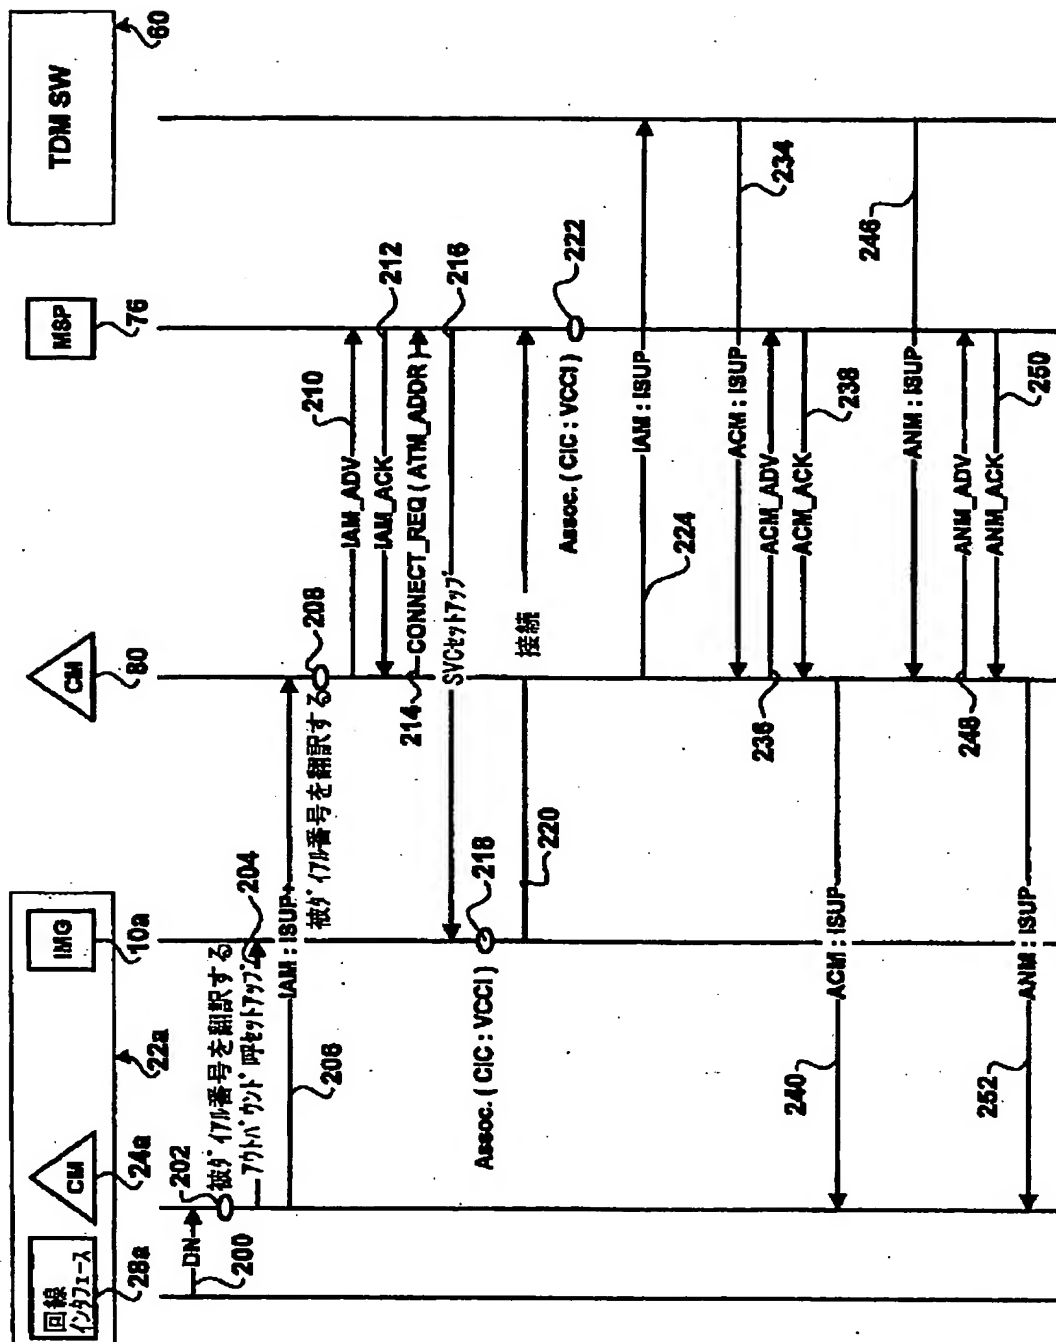 回線
インタフェース
28a
CM
24a
22a
IMG
10a
CM
80
MSP
76
TDM SW
60
DN
200
202
被ダイアル番号を翻訳する
アウトバウンド呼セットアップ
204
IAM : ISUP
206
被ダイアル番号を翻訳する
208
IAM_ADV
210
IAM_ACK
212
214
CONNECT_REQ ( ATM_ADDR )
SVCセットアップ
216
Assoc. ( CIC : VCCI )
218
220
接続
Assoc. ( CIC : VCCI )
222
IAM : ISUP
224
ACM : ISUP
234
ACM_ADV
236
ACM_ACK
238
ACM : ISUP
240
ANM : ISUP
246
ANM_ADV
248
ANM_ACK
250
ANM : ISUP
252